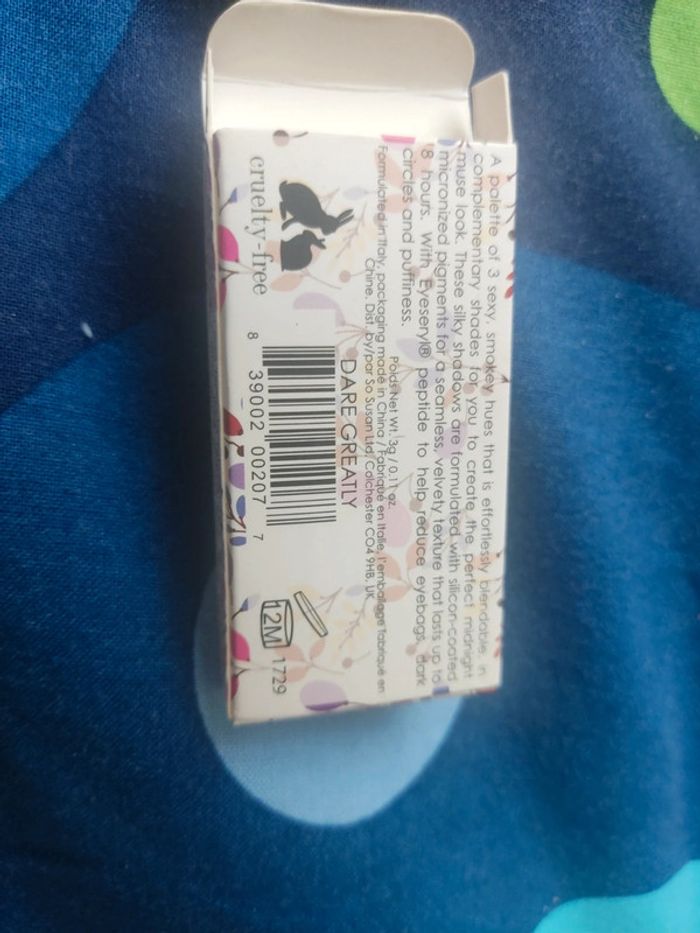 A palette of 3 sexy, smokey hues that is effortlessly blendable, in
complementary shades for you to create the perfect midnight
muse look. These silky shadows are formulated with silicon-coated
micronized pigments for a seamless, velvety texture that lasts up to
8 hours. With Eyeseryl® peptide to help reduce eyebags, dark
circles and puffiness.
Poids Net Wt. 3g / 0.11 oz.
Formulated in Italy, packaging made in China / Fabriqué en Italie, l'emballage fabriqué en
Chine. Dist. by/par So Susan Ltd, Colchester CO4 9HB, UK
DARE GREATLY
cruelty-free
8 39002 00207 7
12M
1729